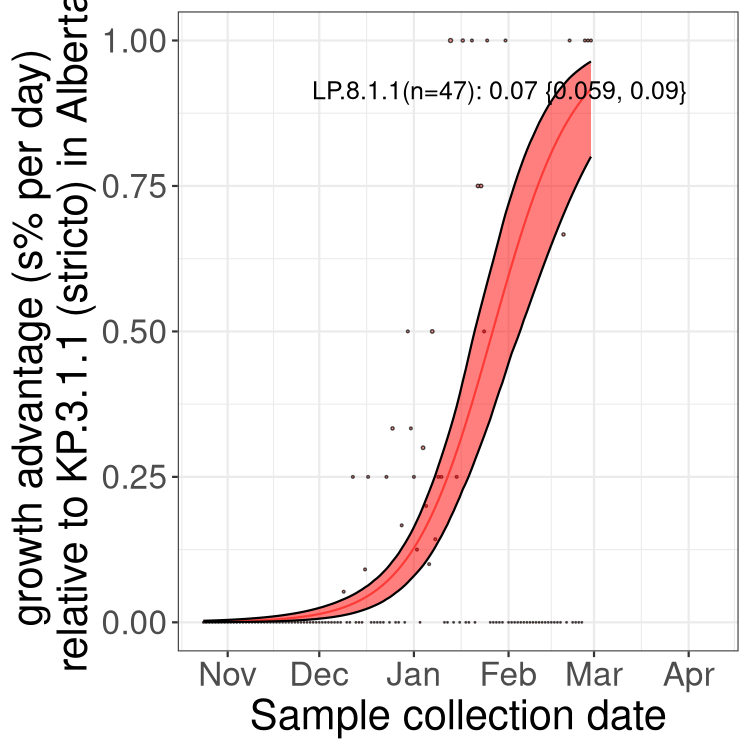 growth advantage (s% per day)
relative to KP.3.1.1 (stricto) in Alberta
1.00
0.75
0.50
0.25
0.00
LP.8.1.1(n=47): 0.07 {0.059, 0.09}
Nov Dec Jan Feb Mar Apr
Sample collection date